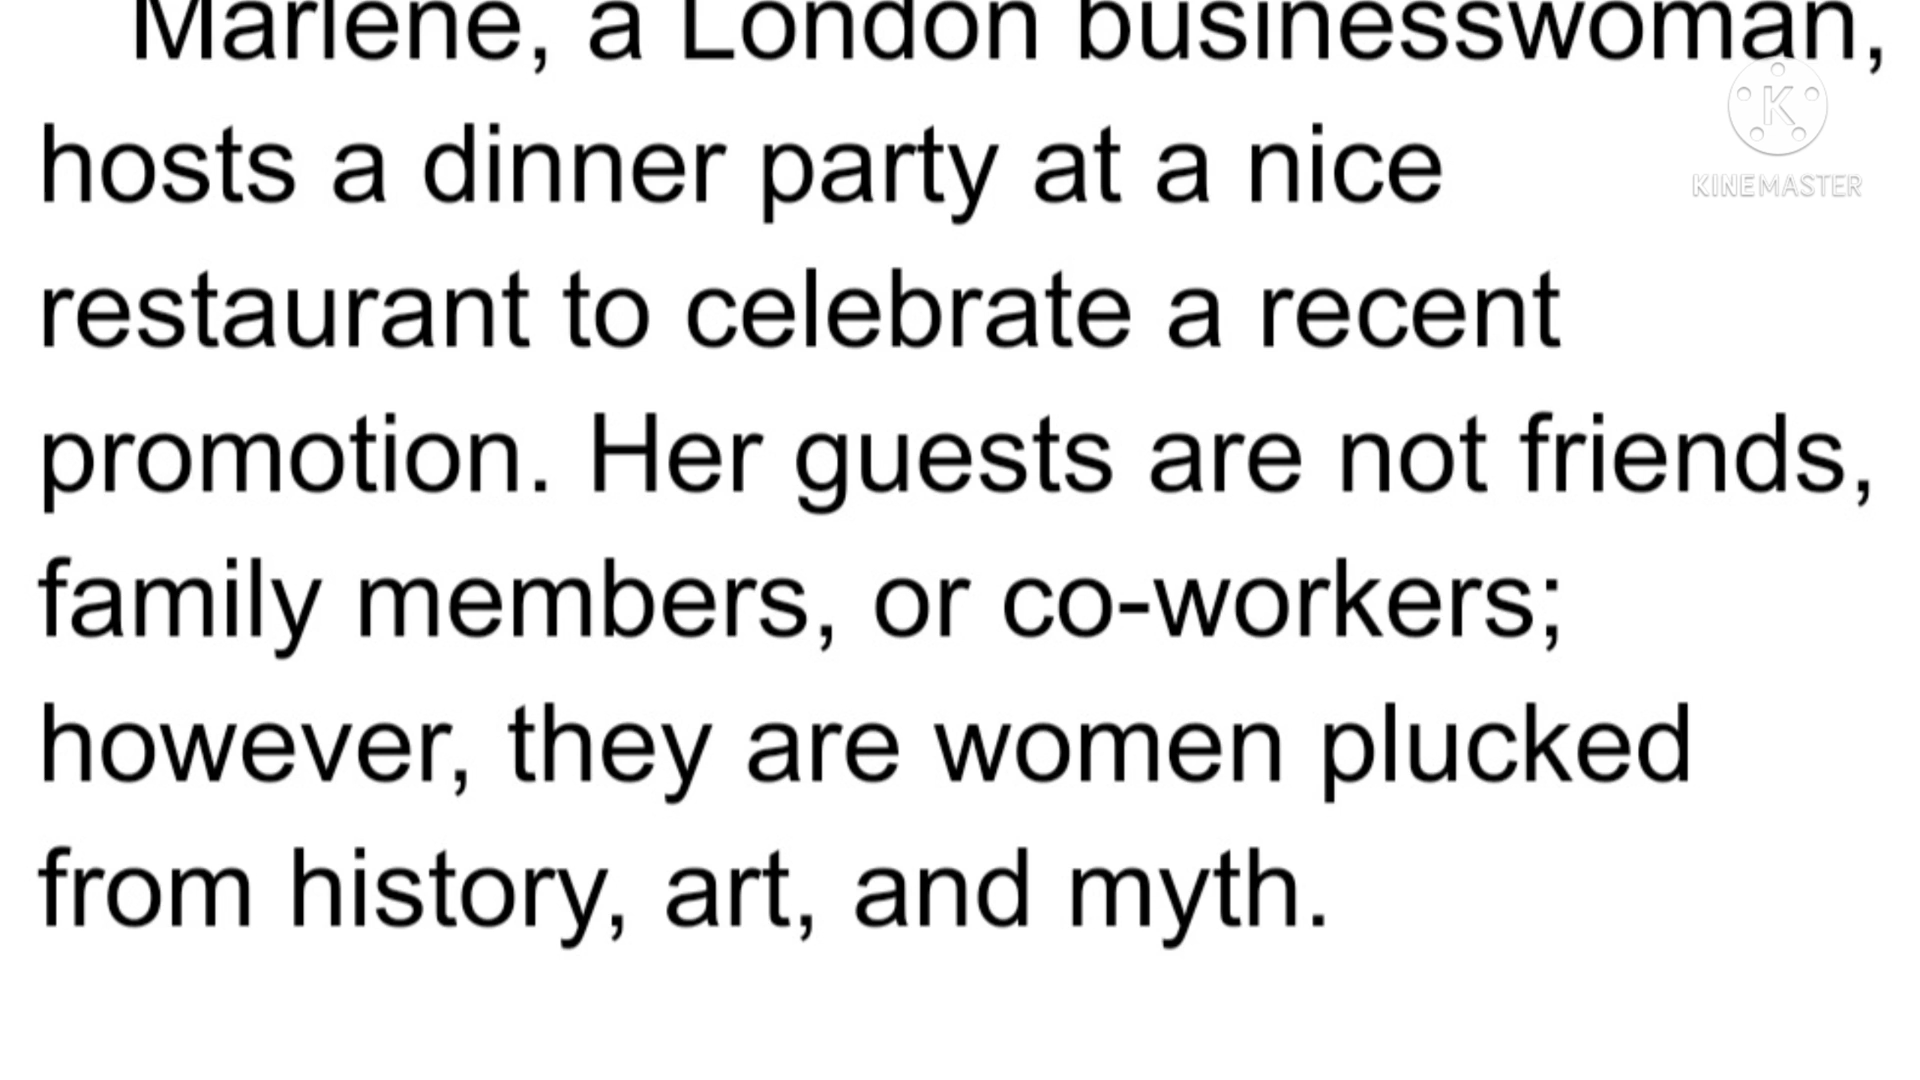 Marlene, a London businesswoman,
hosts a dinner party at a nice
restaurant to celebrate a recent
promotion. Her guests are not friends,
family members, or co-workers;
however, they are women plucked
from history, art, and myth.
K
KINEMASTER